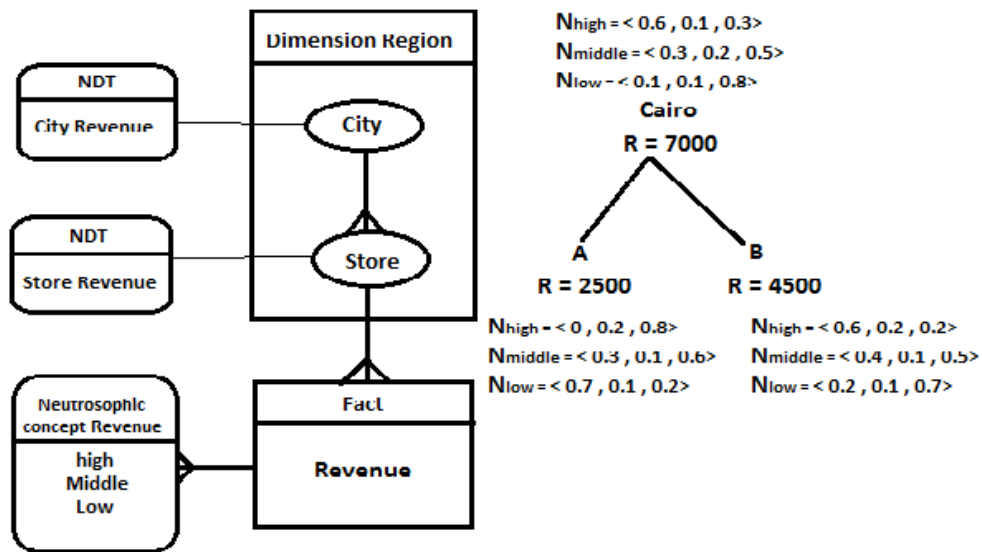 Dimension Region
NDT
City Revenue
City
NDT
Store Revenue
Store
Neutrosophic
concept Revenue
high
Middle
Low
Fact
Revenue
Nhigh = < 0.6 , 0.1 , 0.3>
Nmiddle = < 0.3 , 0.2 , 0.5>
Nlow = < 0.1 , 0.1 , 0.8>
Cairo
R = 7000
A
R = 2500
Nhigh = <0 , 0.2 , 0.8>
Nmiddle = < 0.3 , 0.1 , 0.6>
Nlow = < 0.7 , 0.1 , 0.2>
B
R = 4500
Nhigh = < 0.6 , 0.2 , 0.2>
Nmiddle = < 0.4 , 0.1 , 0.5>
Nlow = < 0.2 , 0.1 , 0.7>